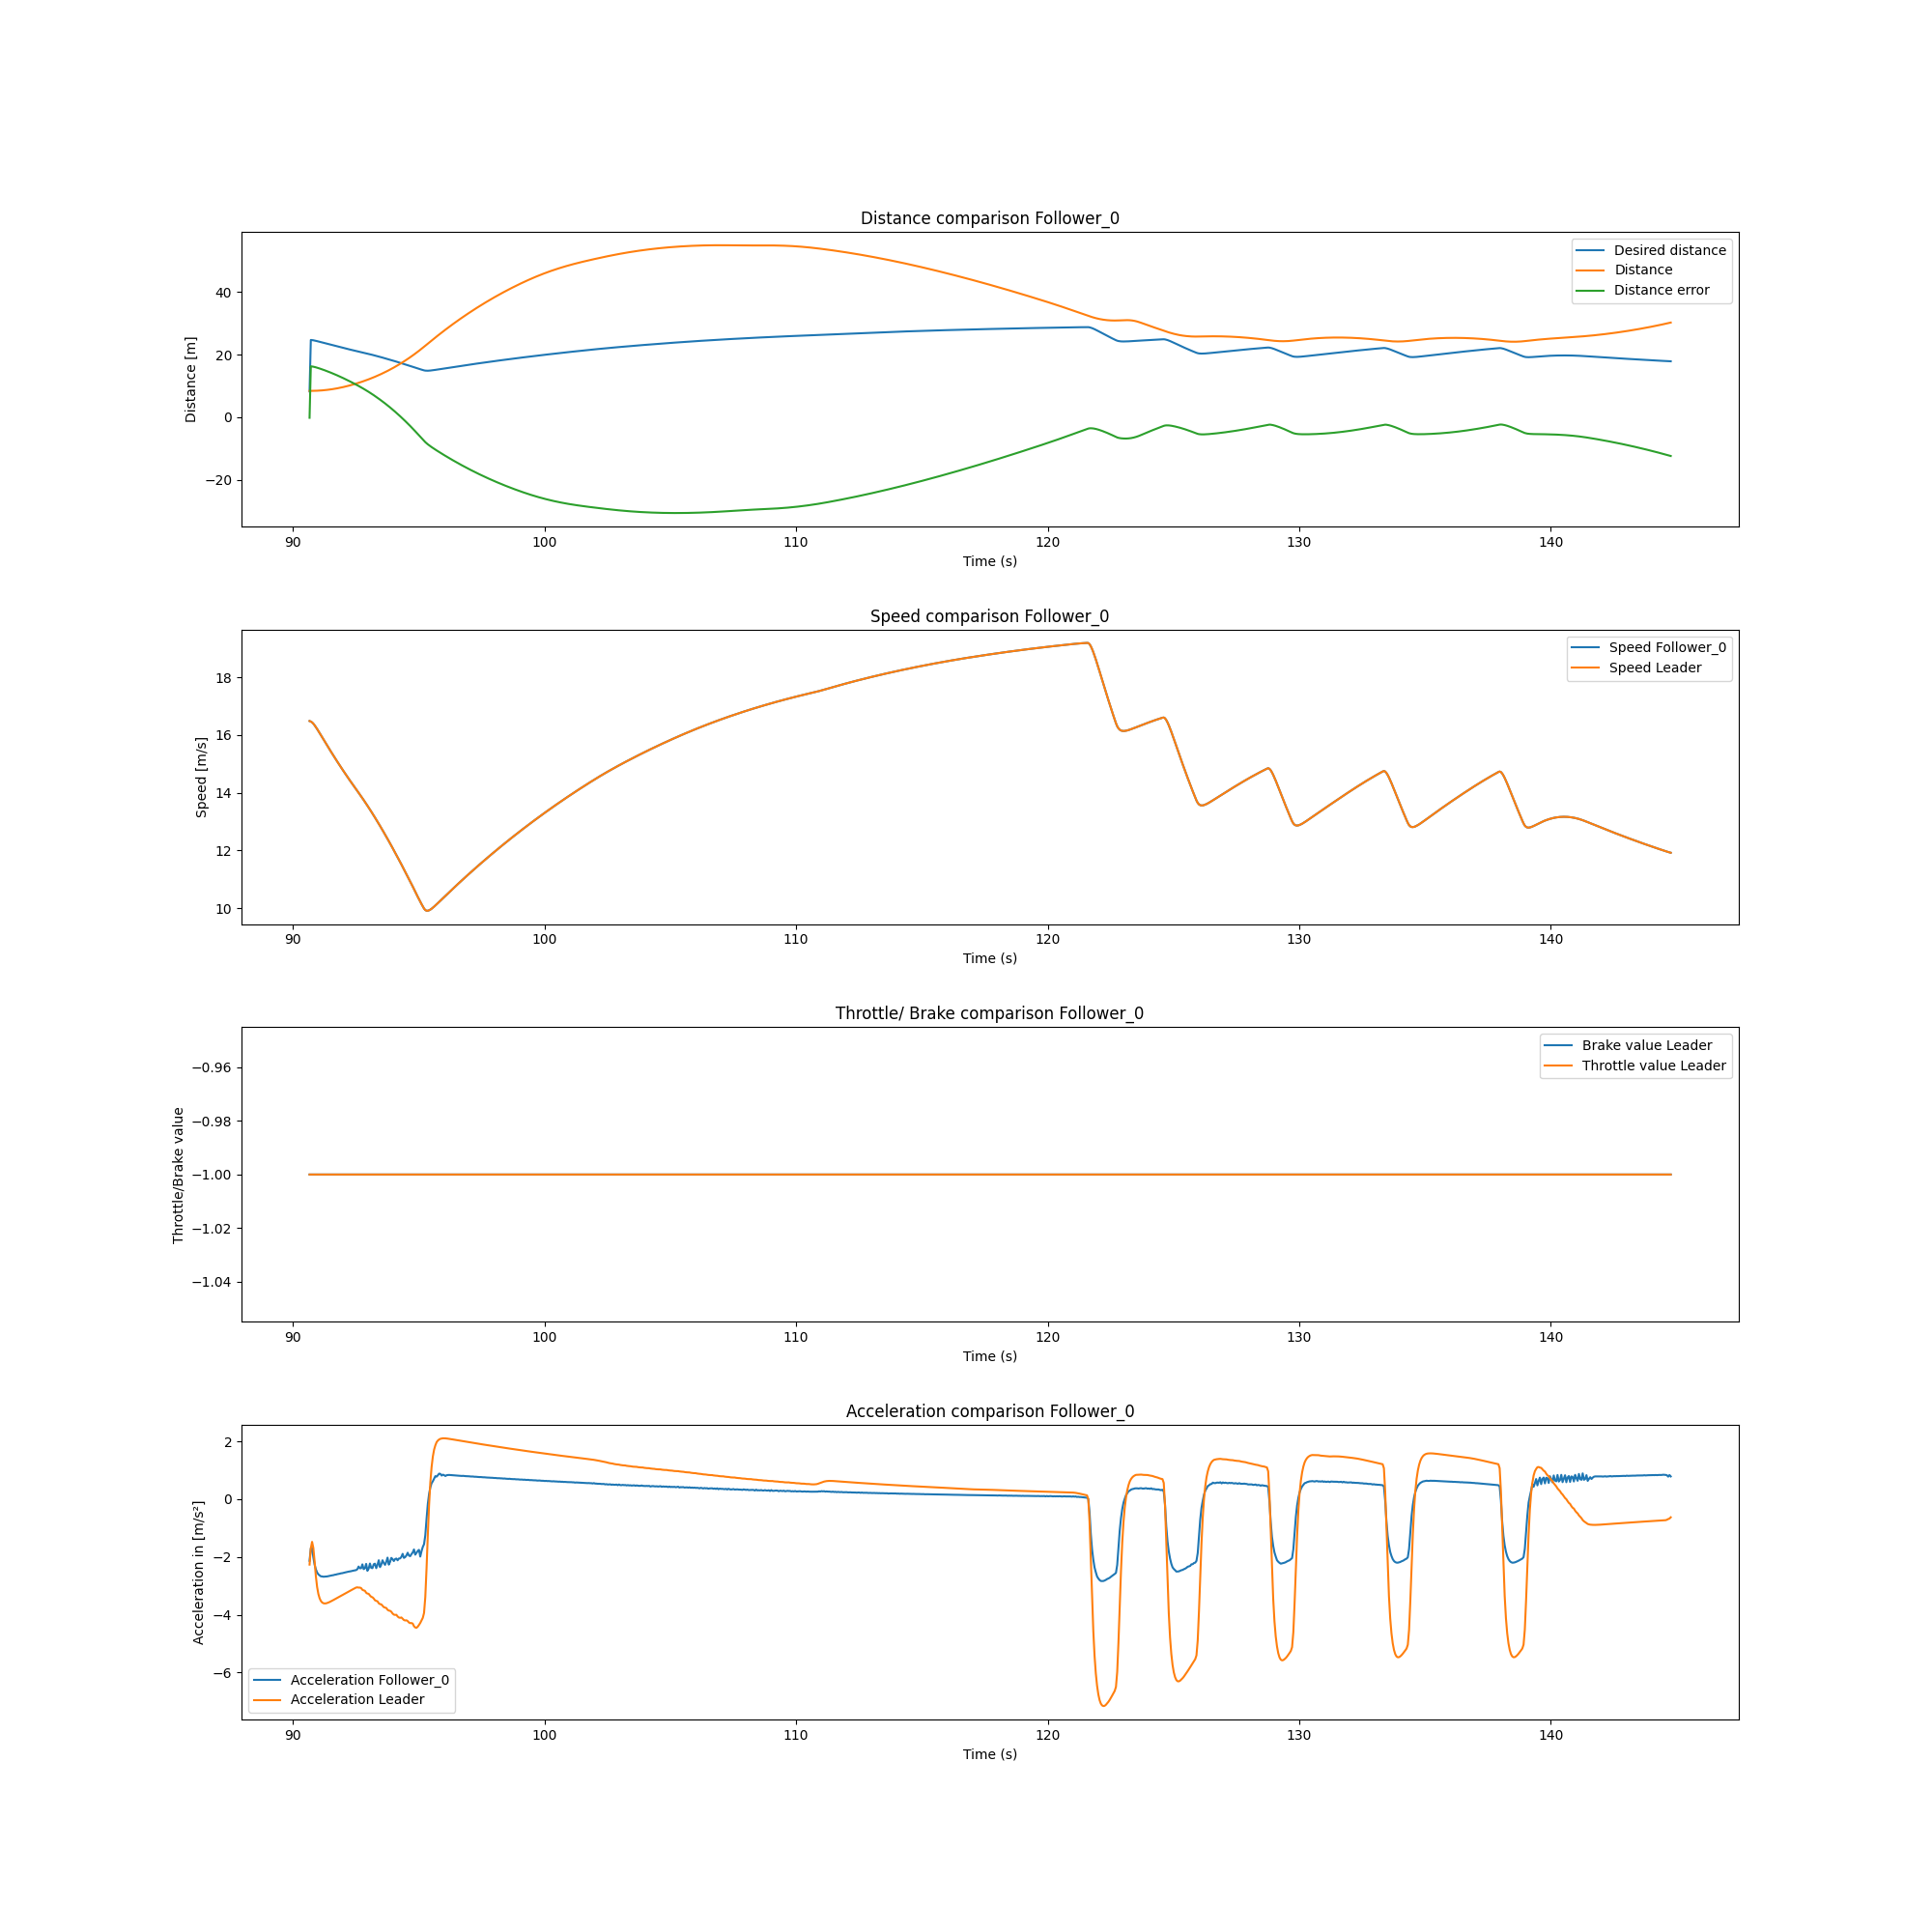 Distance comparison Follower_0
Desired distance
Distance
Distance error
Distance [m]
40
20
0
−20
90 100 110 120 130 140
Time (s)
Speed comparison Follower_0
Speed Follower_0
Speed Leader
Speed [m/s]
18
16
14
12
10
90 100 110 120 130 140
Time (s)
Throttle/ Brake comparison Follower_0
Brake value Leader
Throttle value Leader
Throttle/Brake value
−0.96
−0.98
−1.00
−1.02
−1.04
90 100 110 120 130 140
Time (s)
Acceleration comparison Follower_0
Acceleration in [m/s²]
2
0
−2
−4
−6
Acceleration Follower_0
Acceleration Leader
90 100 110 120 130 140
Time (s)